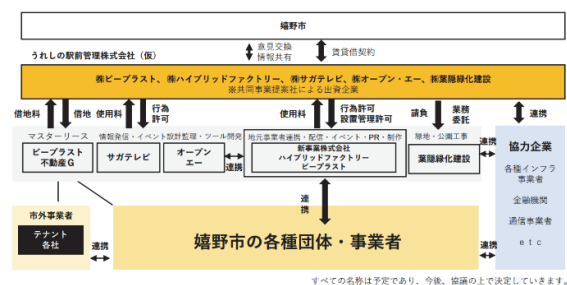 嬉野市
うれしの駅前管理株式会社（仮）
意見交換
情報共有
賃貸借契約
㈱ビープラスト、㈱ハイブリッドファクトリー、㈱サガテレビ、㈱オープン・エー、㈱葉隠緑化建設
※共同事業提案社による出資企業
借地料
借地
使用料
行為
許可
使用料
行為許可
設置管理許可
請負
業務
委託
連携
マスターリース
情報発信・イベント
設計監理・ツール開発
地元事業者連携・配信・イベント・PR・制作
緑地・公園工事
ビープラスト
不動産G
サガテレビ
オープン
エー
連携
新事業株式会社
ハイブリッドファクトリー
ビープラスト
葉隠緑化建設
連携
協力企業
各種インフラ
事業者
金融機関
通信事業者
ｅｔｃ
連
携
市外事業者
テナント
各社
連携
嬉野市の各種団体・事業者
連携
すべての名称は予定であり、今後、協議の上で決定していきます。